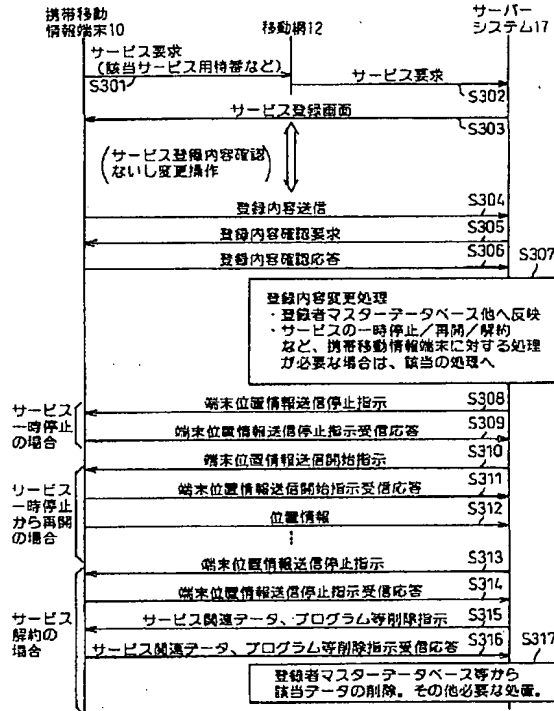 携帯移動
情報端末10
移動網12
サーバー
システム17
サービス要求
(該当サービス用特番など)
S301
サービス要求
S302
サービス登録画面
S303
(サービス登録内容確認
ないし変更操作)
登録内容送信
S304
登録内容確認要求
S305
登録内容確認応答
S306
S307
登録内容変更処理
・登録者マスターデータベース他へ反映
・サービスの一時停止/再開/解約
など、携帯移動情報端末に対する処理
が必要な場合は、該当の処理へ
サービス
一時停止
の場合
端末位置情報送信停止指示
S308
端末位置情報送信停止指示受信応答
S309
サービス
一時停止
から再開
の場合
端末位置情報送信開始指示
S310
端末位置情報送信開始指示受信応答
S311
位置情報
S312
サービス
解約の
場合
端末位置情報送信停止指示
S313
端末位置情報送信停止指示受信応答
S314
サービス関連データ、プログラム等削除指示
S315
サービス関連データ、プログラム等削除指示受信応答
S316
S317
登録者マスターデータベース等から
該当データの削除。その他必要な処置。